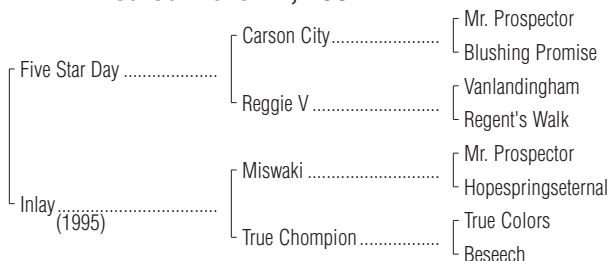 Mr. Prospector
Carson City
Blushing Promise
Five Star Day
Vanlandingham
Reggie V
Regent's Walk
Mr. Prospector
Miswaki
Hopespringseternal
Inlay
(1995)
True Colors
True Chompion
Beseech